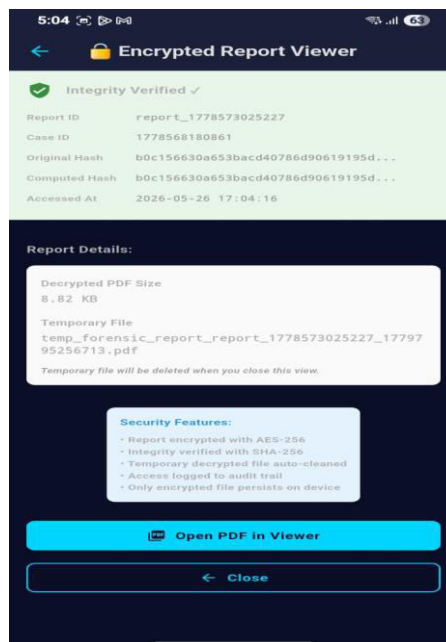 5:04
63
← 🔒 Encrypted Report Viewer
Integrity Verified ✓
Report ID report_1778573025227
Case ID 1778568180861
Original Hash b0c156630a653bacd40786d90619195d...
Computed Hash b0c156630a653bacd40786d90619195d...
Accessed At 2026-05-26 17:04:16
Report Details:
Decrypted PDF Size
8.82 KB
Temporary File
temp_forensic_report_report_1778573025227_17797
95256713.pdf
Temporary file will be deleted when you close this view.
Security Features:
• Report encrypted with AES-256
• Integrity verified with SHA-256
• Temporary decrypted file auto-cleaned
• Access logged to audit trail
• Only encrypted file persists on device
PDF Open PDF in Viewer
← Close